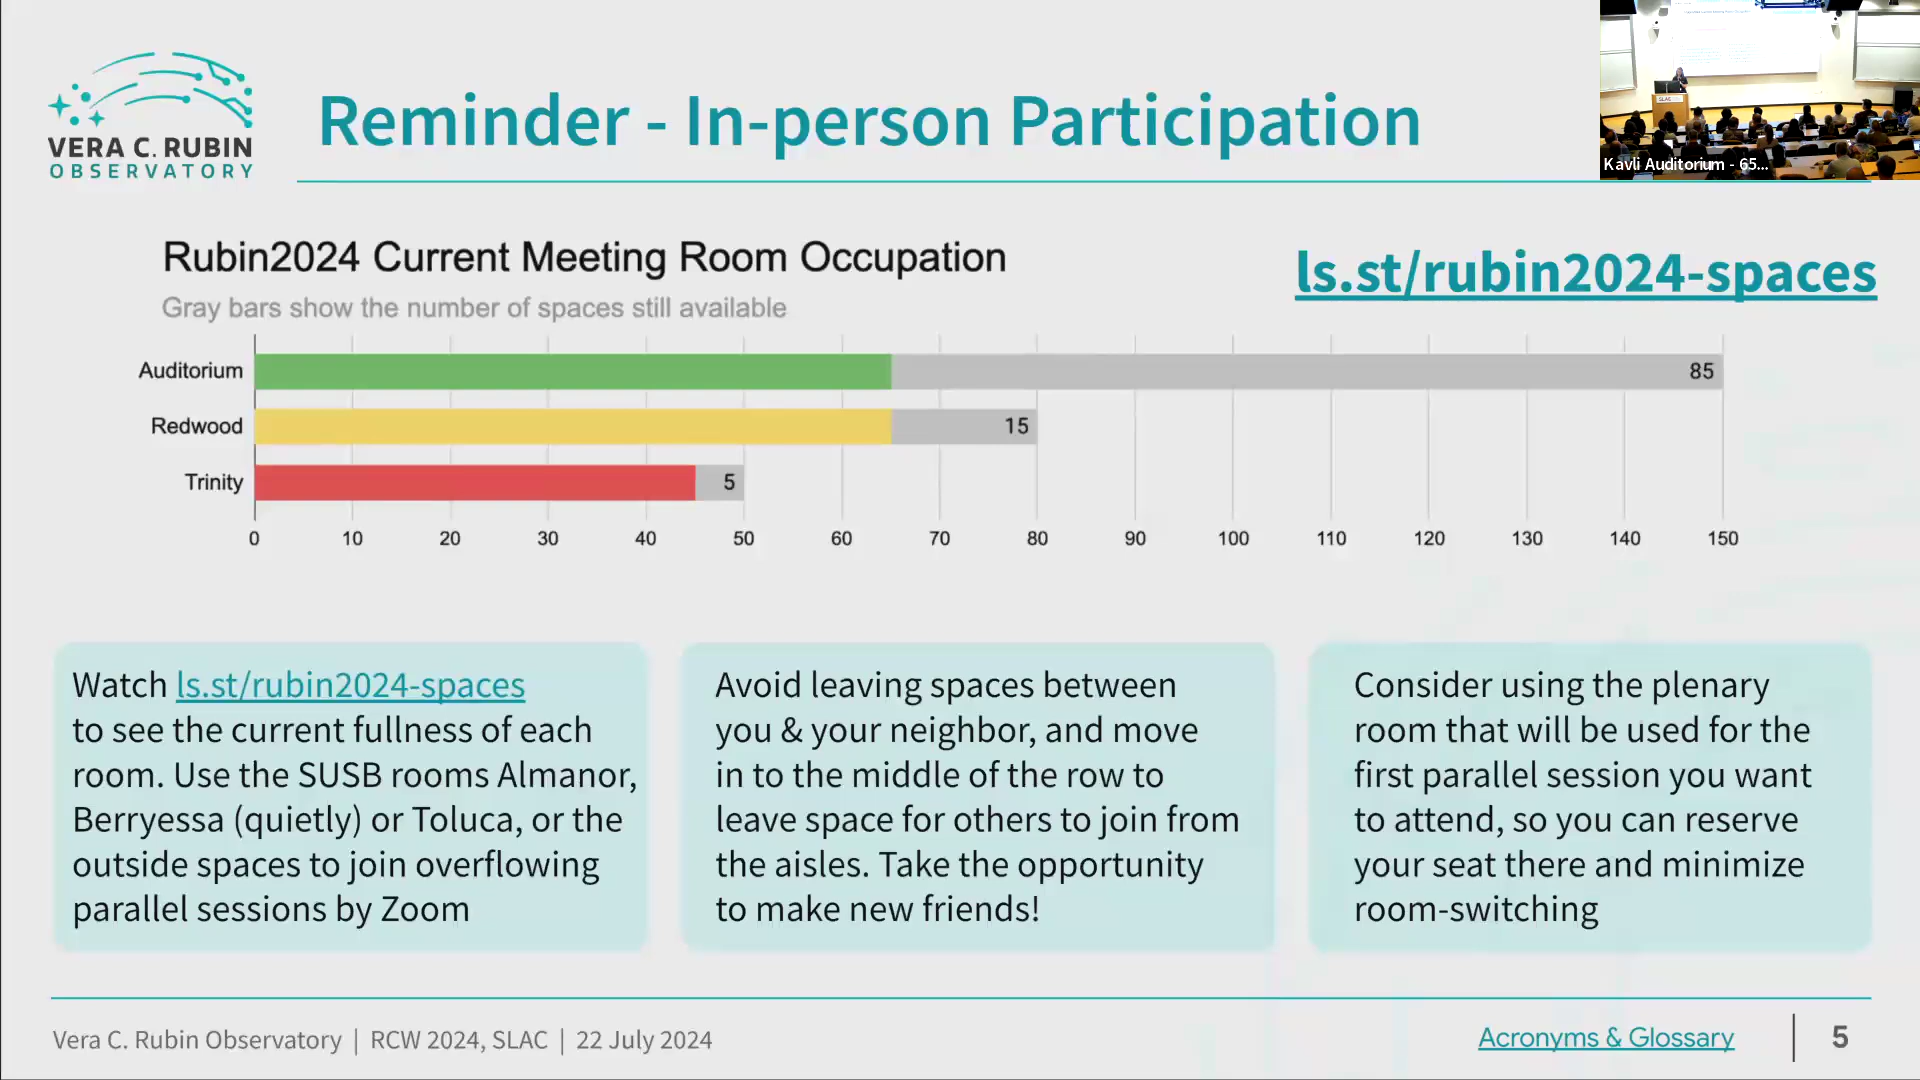 VERA C. RUBIN
OBSERVATORY
Reminder - In-person Participation
Kavli Auditorium - 65...
SLAC
Rubin2024 Current Meeting Room Occupation
Gray bars show the number of spaces still available
ls.st/rubin2024-spaces
Auditorium
85
Redwood
15
Trinity
5
0 10 20 30 40 50 60 70 80 90 100 110 120 130 140 150
Watch ls.st/rubin2024-spaces
to see the current fullness of each
room. Use the SUSB rooms Almanor,
Berryessa (quietly) or Toluca, or the
outside spaces to join overflowing
parallel sessions by Zoom
Avoid leaving spaces between
you & your neighbor, and move
in to the middle of the row to
leave space for others to join from
the aisles. Take the opportunity
to make new friends!
Consider using the plenary
room that will be used for the
first parallel session you want
to attend, so you can reserve
your seat there and minimize
room-switching
Vera C. Rubin Observatory | RCW 2024, SLAC | 22 July 2024
Acronyms & Glossary
5